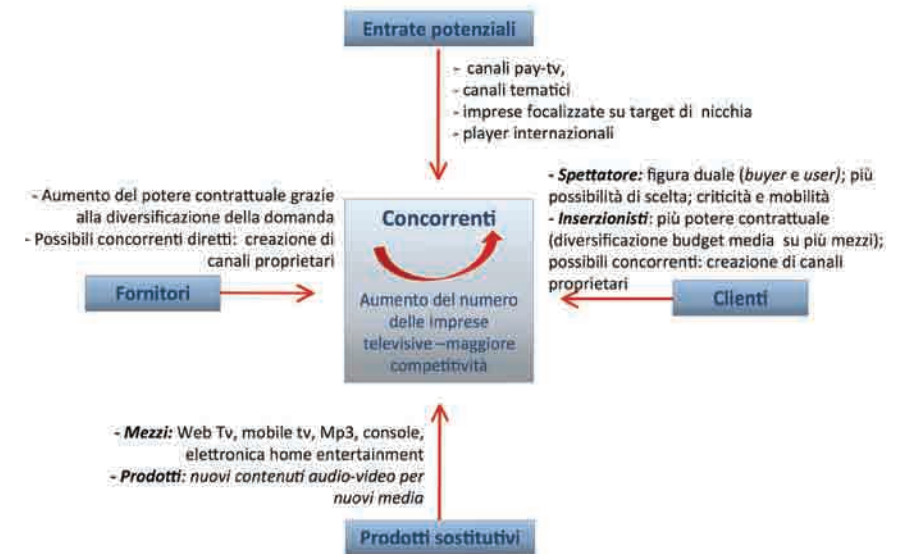 Entrate potenziali
- canali pay-tv,
- canali tematici
- imprese focalizzate su target di nicchia
- player internazionali
- Aumento del potere contrattuale grazie
alla diversificazione della domanda
- Possibili concorrenti diretti: creazione di
canali proprietari
Fornitori
Concorrenti
Aumento del numero
delle imprese
televisive –maggiore
competitività
- Spettatore: figura duale (buyer e user); più
possibilità di scelta; criticità e mobilità
- Inserzionisti: più potere contrattuale
(diversificazione budget media su più mezzi);
possibili concorrenti: creazione di canali
proprietari
Clienti
- Mezzi: Web Tv, mobile tv, Mp3, console,
elettronica home entertainment
- Prodotti: nuovi contenuti audio-video per
nuovi media
Prodotti sostitutivi